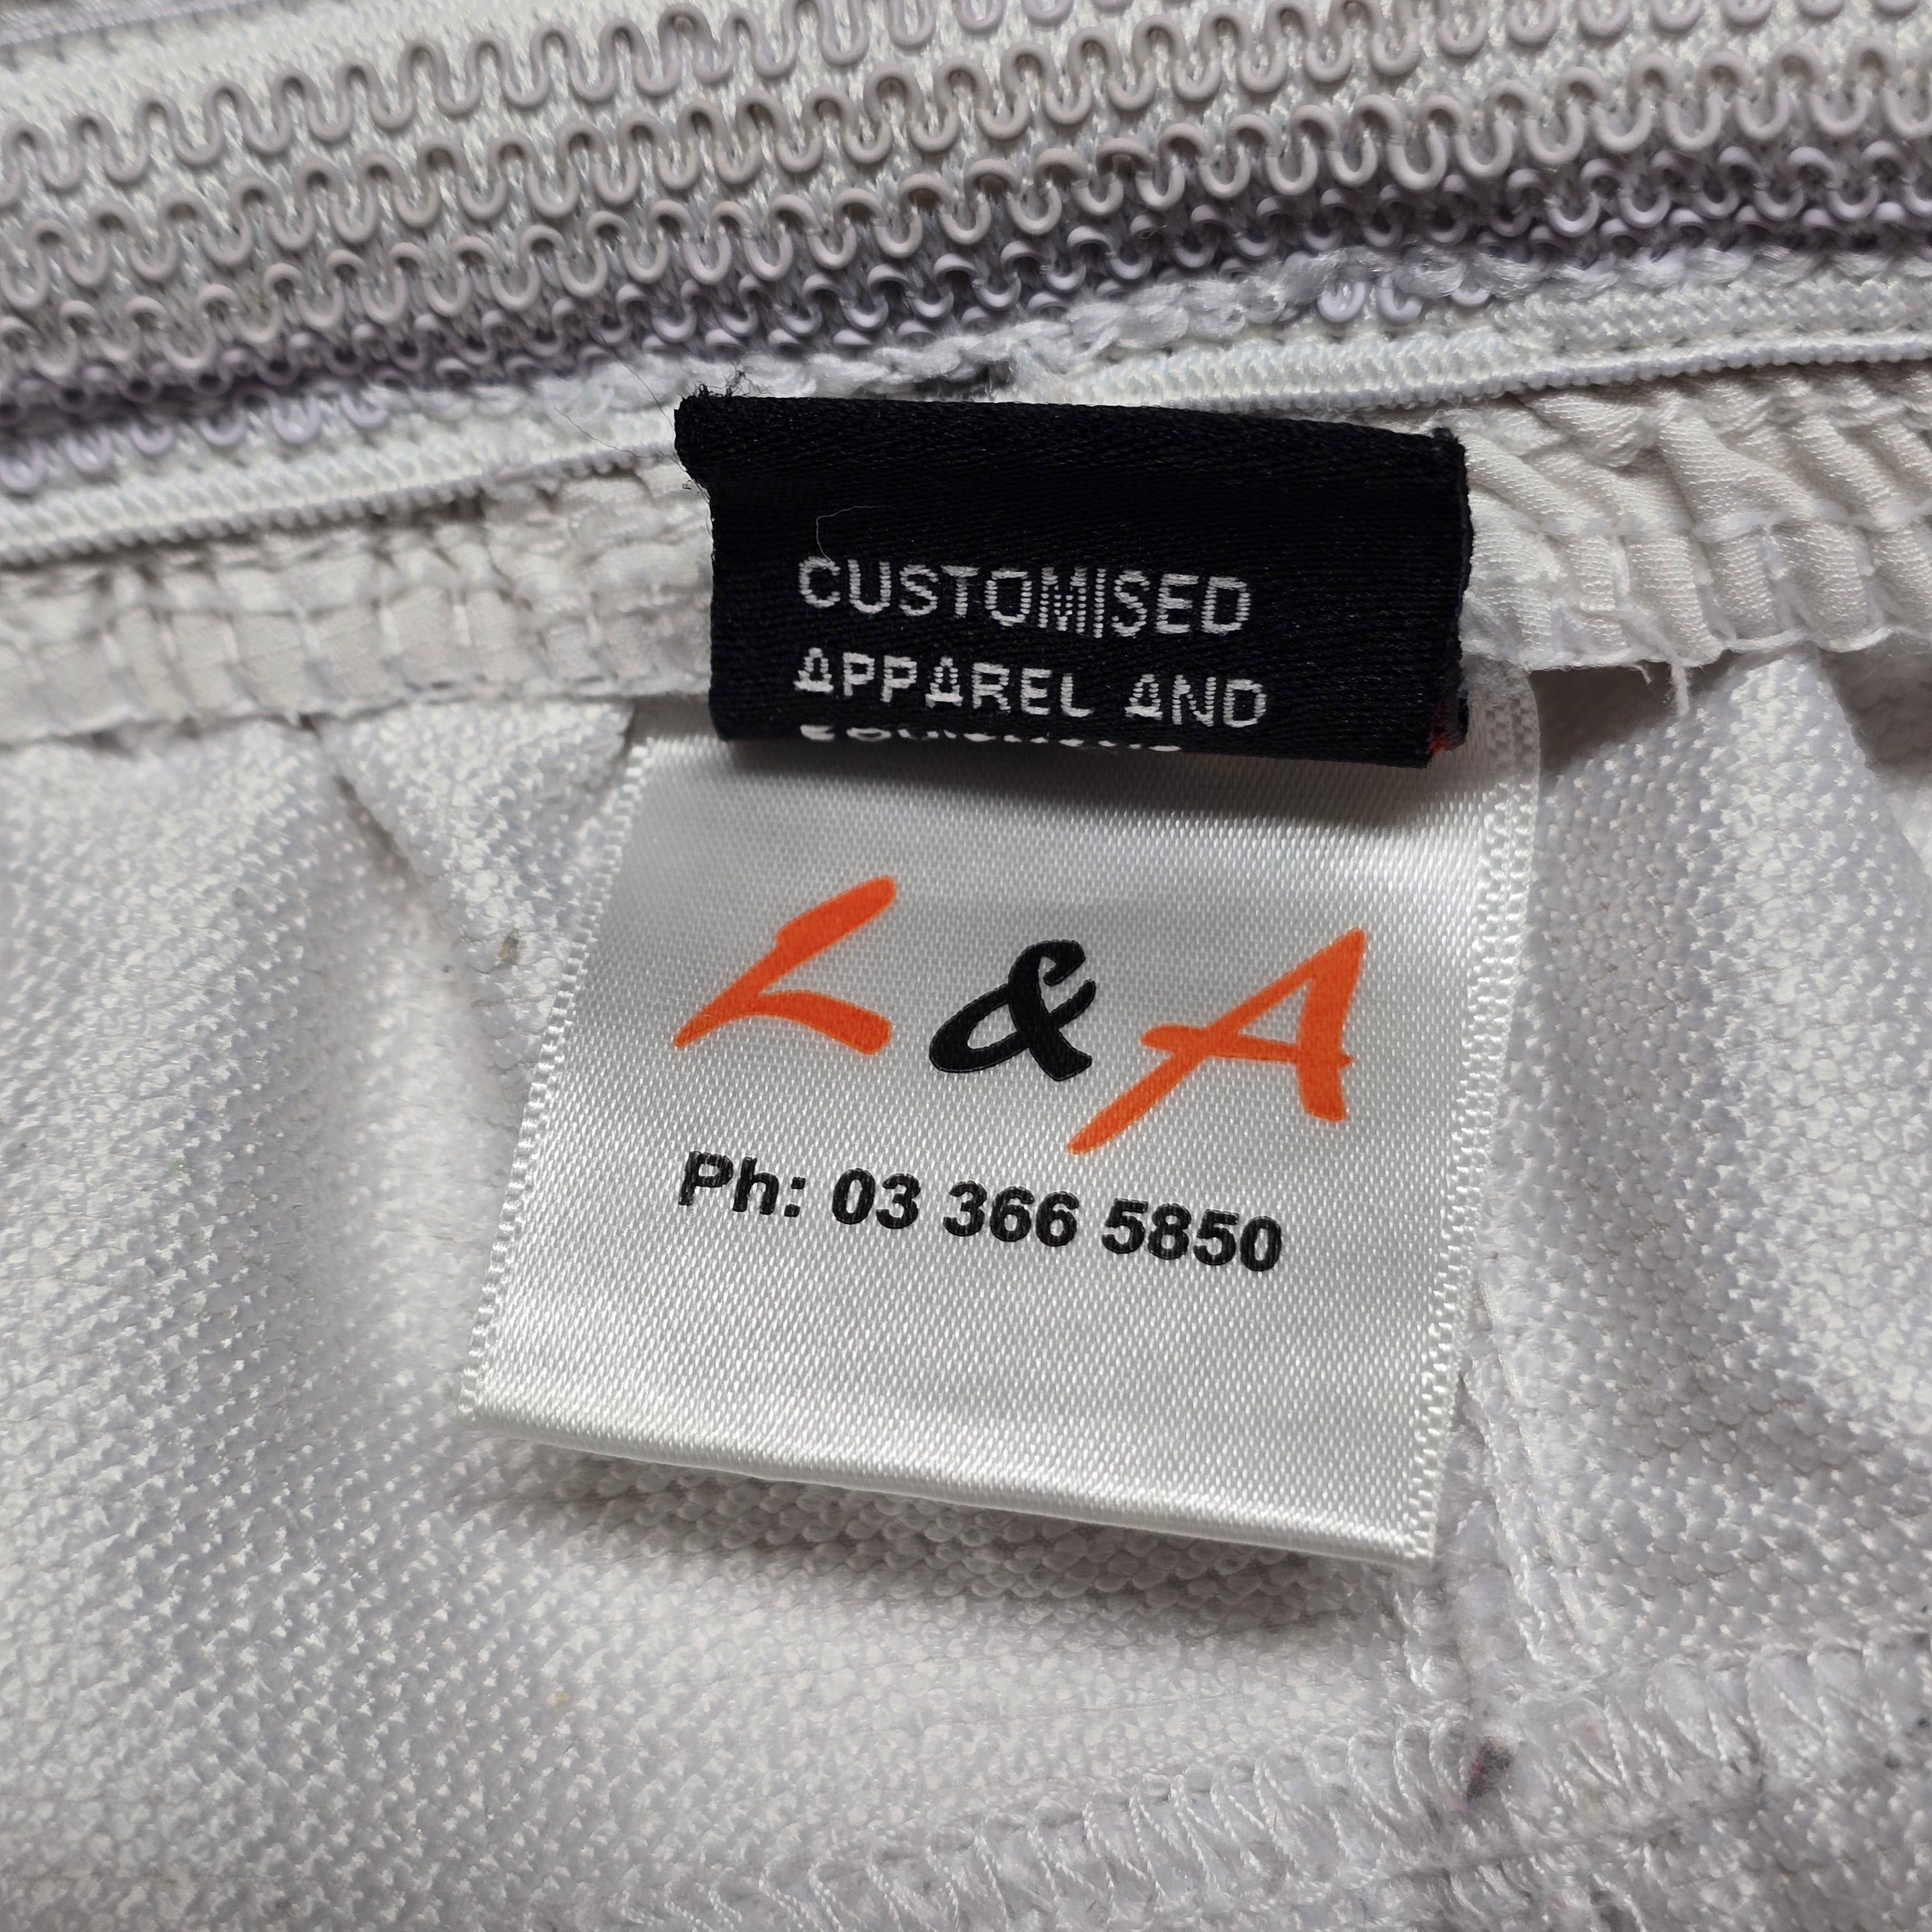 CUSTOMISED
APPAREL AND
L & A
Ph: 03 366 5850